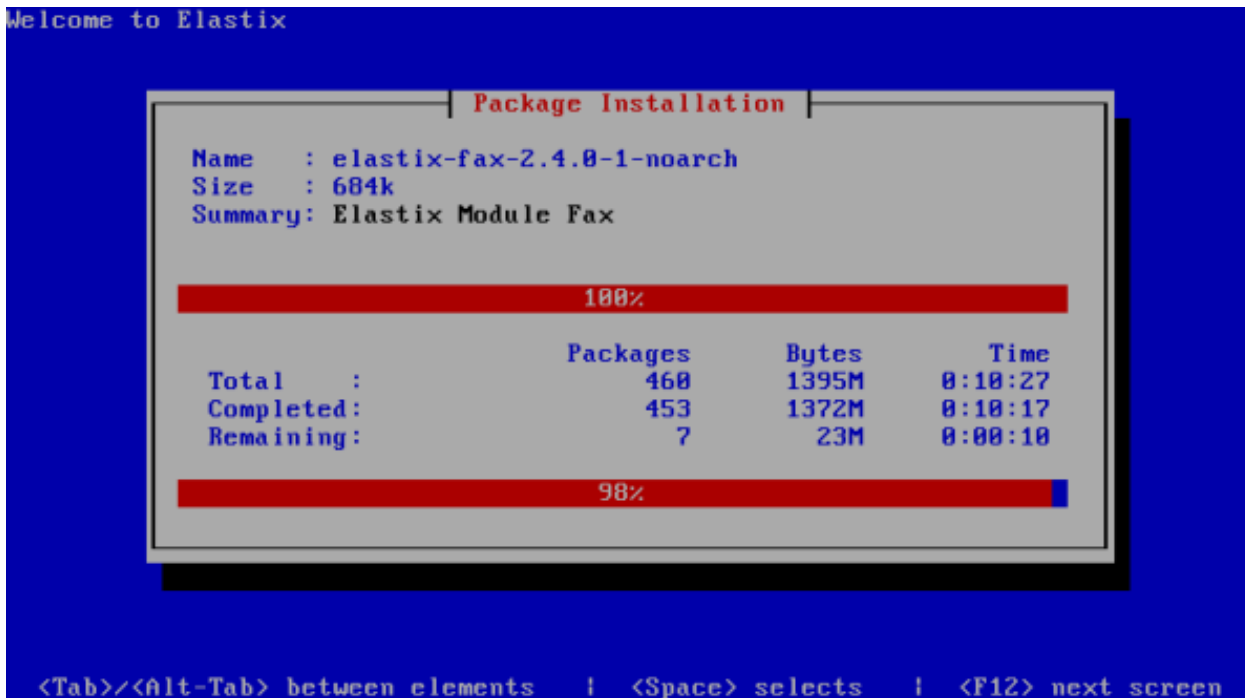 Welcome to Elastix
Package Installation
Name : elastix-fax-2.4.0-1-noarch
Size : 684k
Summary: Elastix Module Fax
100%
Packages Bytes Time
Total : 460 1395M 0:10:27
Completed: 453 1372M 0:10:17
Remaining: 7 23M 0:00:10
98%
<Tab>/<Alt-Tab> between elements | <Space> selects | <F12> next screen